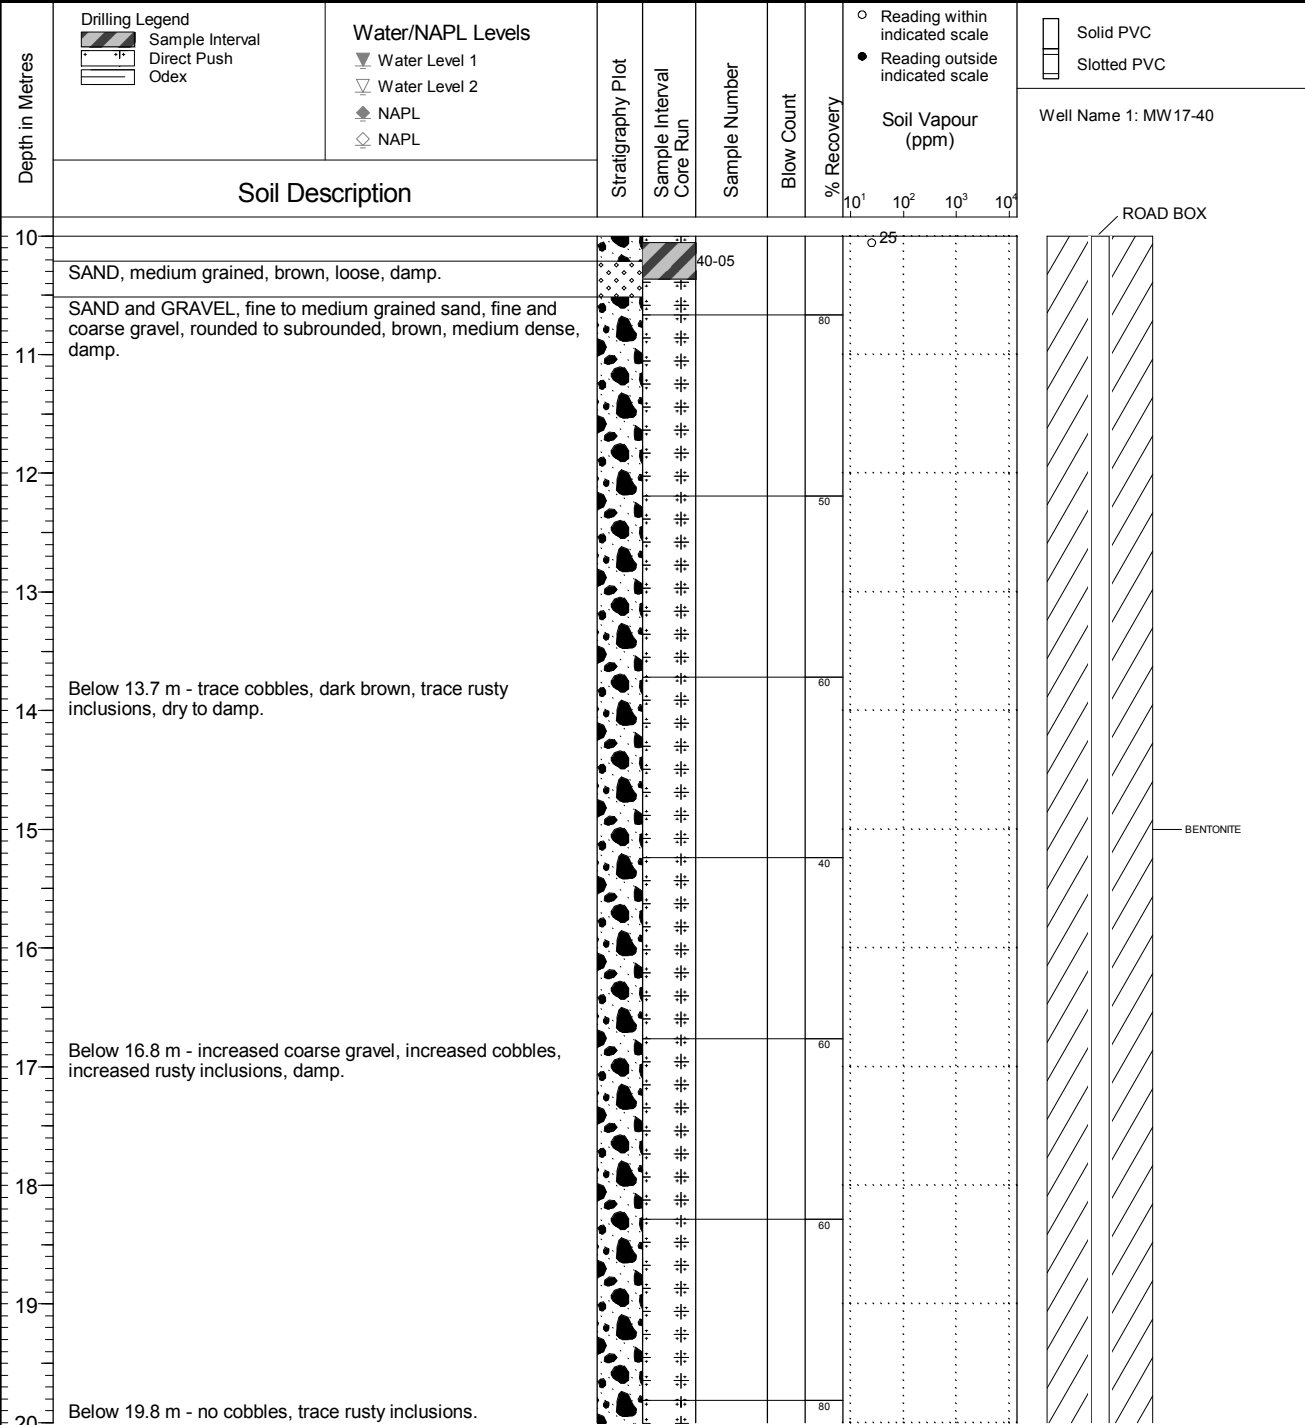 Depth in Metres
Drilling Legend
Sample Interval
Direct Push
Odex
Water/NAPL Levels
Water Level 1
Water Level 2
NAPL
NAPL
Soil Description
Stratigraphy Plot
Sample Interval
Core Run
Sample Number
Blow Count
% Recovery
Reading within
indicated scale
Reading outside
indicated scale
Soil Vapour
(ppm)
10¹ 10² 10³ 10⁴
Solid PVC
Slotted PVC
Well Name 1: MW17-40
ROAD BOX
10
25
40-05
SAND, medium grained, brown, loose, damp.
SAND and GRAVEL, fine to medium grained sand, fine and
coarse gravel, rounded to subrounded, brown, medium dense,
damp.
80
11
12
50
13
60
Below 13.7 m - trace cobbles, dark brown, trace rusty
inclusions, dry to damp.
14
15
BENTONITE
40
16
60
Below 16.8 m - increased coarse gravel, increased cobbles,
increased rusty inclusions, damp.
17
18
60
19
80
Below 19.8 m - no cobbles, trace rusty inclusions.
20